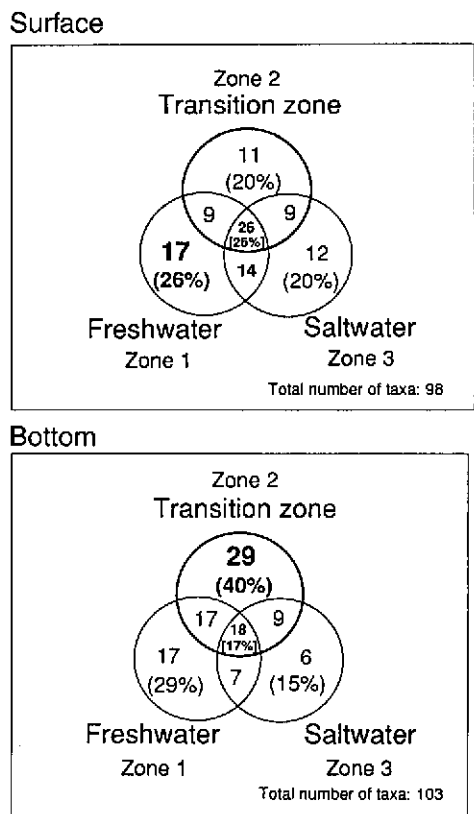 Surface
Zone 2
Transition zone
11
(20%)
9
26
[26%]
9
17
(26%)
14
12
(20%)
Freshwater
Zone 1
Saltwater
Zone 3
Total number of taxa: 98
Bottom
Zone 2
Transition zone
29
(40%)
17
18
[17%]
9
17
(29%)
7
6
(15%)
Freshwater
Zone 1
Saltwater
Zone 3
Total number of taxa: 103